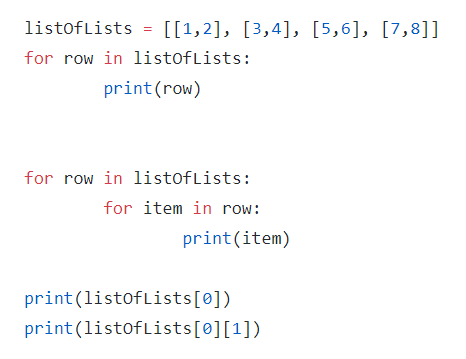 listOfLists = [[1,2], [3,4], [5,6], [7,8]]
for row in listOfLists:
        print(row)
for row in listOfLists:
        for item in row:
                print(item)
print(listOfLists[0])
print(listOfLists[0][1])